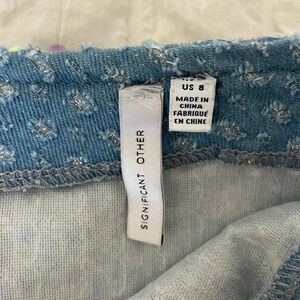 SIGNIFICANT OTHER
US 8
MADE IN
CHINA
FABRIQUÉ
EN CHINE